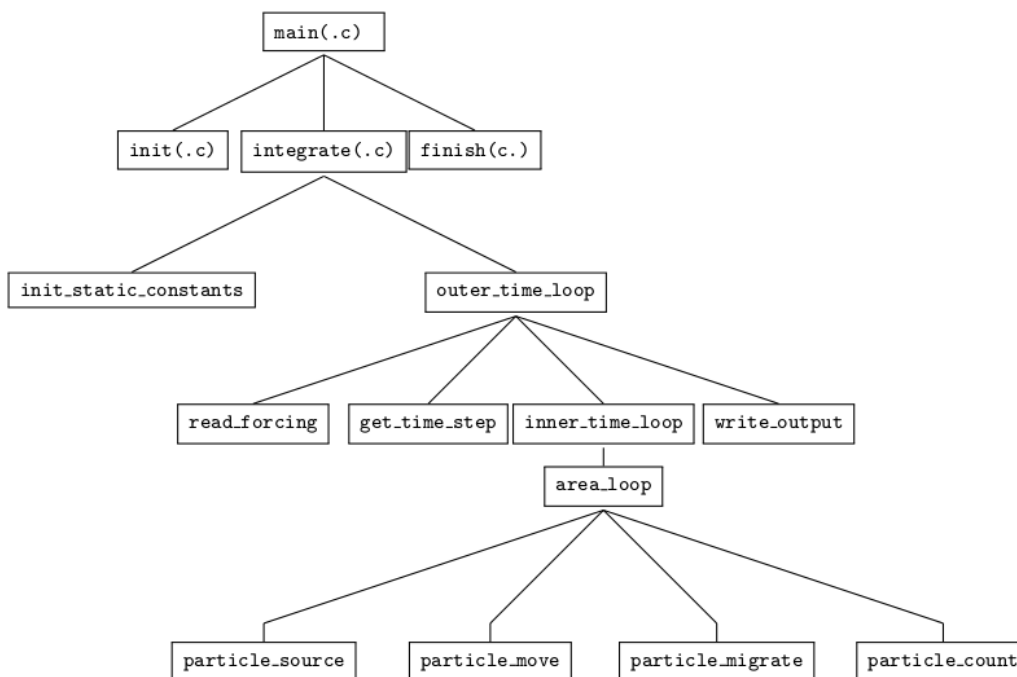 main(.c)
init(.c)
integrate(.c)
finish(c.)
init_static_constants
outer_time_loop
read_forcing
get_time_step
inner_time_loop
write_output
area_loop
particle_source
particle_move
particle_migrate
particle_count